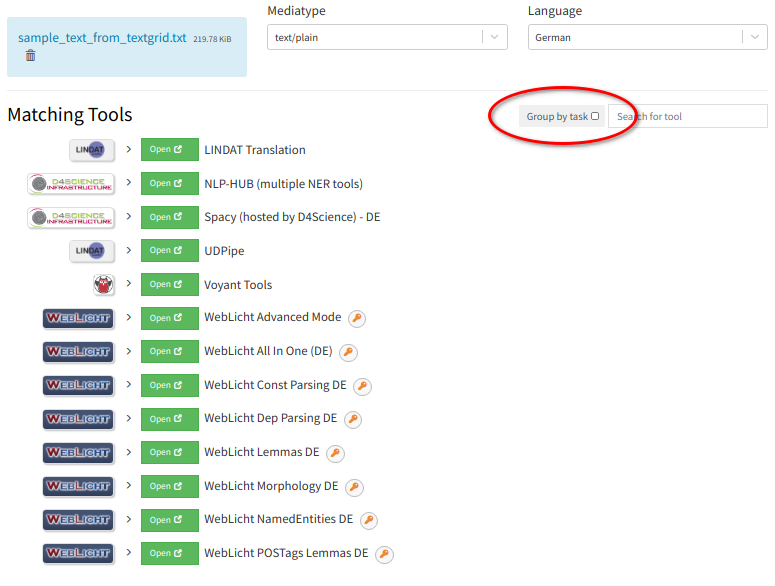 Mediatype
Language
sample_text_from_textgrid.txt 219.78 KiB
text/plain
German
Matching Tools
Group by task
Search for tool
LINDAT Open LINDAT Translation
D4SCIENCE INFRASTRUCTURE Open NLP-HUB (multiple NER tools)
D4SCIENCE INFRASTRUCTURE Open Spacy (hosted by D4Science) - DE
LINDAT Open UDPipe
Open Voyant Tools
WEBLICHT Open WebLicht Advanced Mode
WEBLICHT Open WebLicht All In One (DE)
WEBLICHT Open WebLicht Const Parsing DE
WEBLICHT Open WebLicht Dep Parsing DE
WEBLICHT Open WebLicht Lemmas DE
WEBLICHT Open WebLicht Morphology DE
WEBLICHT Open WebLicht NamedEntities DE
WEBLICHT Open WebLicht POSTags Lemmas DE